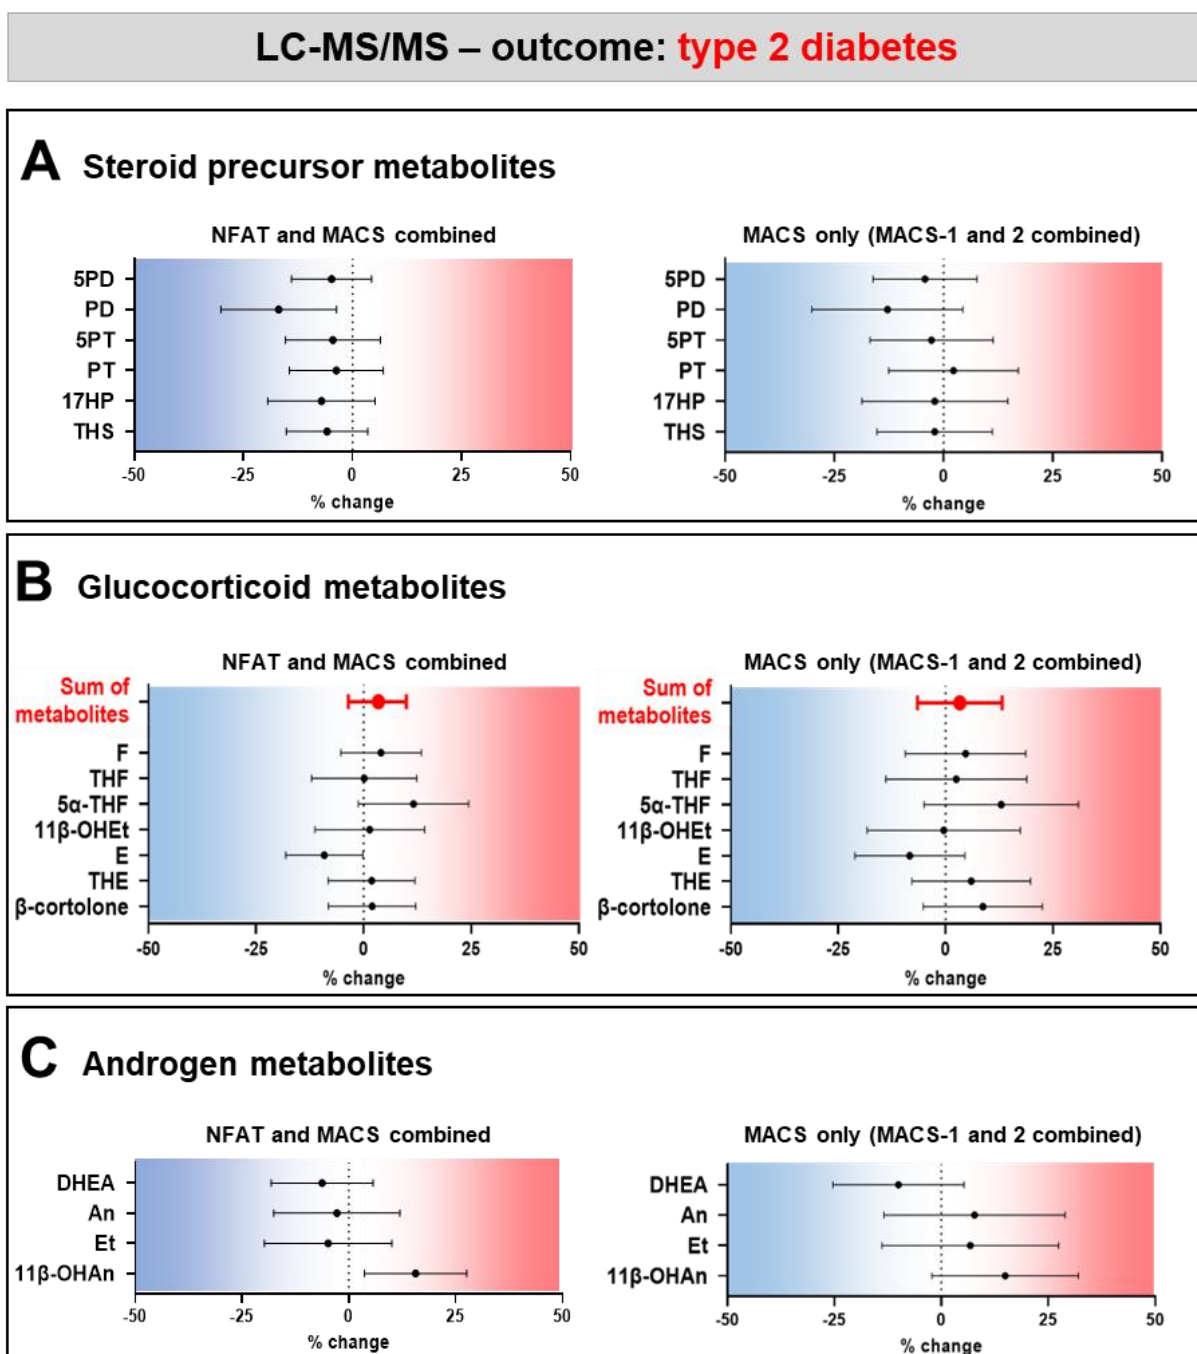 LC-MS/MS – outcome: type 2 diabetes
A Steroid precursor metabolites
NFAT and MACS combined
5PD
PD
5PT
PT
17HP
THS
-50 -25 0 25 50
% change
MACS only (MACS-1 and 2 combined)
5PD
PD
5PT
PT
17HP
THS
-50 -25 0 25 50
% change
B Glucocorticoid metabolites
NFAT and MACS combined
Sum of
metabolites
F
THF
5α-THF
11β-OHEt
E
THE
β-cortolone
-50 -25 0 25 50
% change
MACS only (MACS-1 and 2 combined)
Sum of
metabolites
F
THF
5α-THF
11β-OHEt
E
THE
β-cortolone
-50 -25 0 25 50
% change
C Androgen metabolites
NFAT and MACS combined
DHEA
An
Et
11β-OHAn
-50 -25 0 25 50
% change
MACS only (MACS-1 and 2 combined)
DHEA
An
Et
11β-OHAn
-50 -25 0 25 50
% change